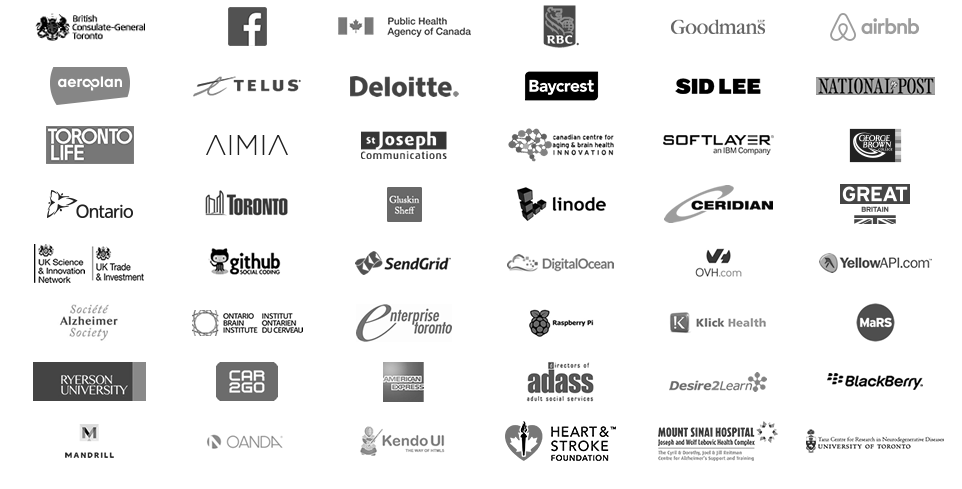 British
Consulate-General
Toronto
f
Public Health
Agency of Canada
RBC
Goodmans LLP
airbnb
aeroplan
TELUS
Deloitte.
Baycrest
SID LEE
NATIONAL POST
TORONTO
LIFE
AIMIA
St Joseph
Communications
canadian centre for
aging & brain health
INNOVATION
SOFTLAYER®
an IBM Company
GEORGE
BROWN
COLLEGE
Ontario
TORONTO
Gluskin
Sheff
linode
CERIDIAN
GREAT
BRITAIN
UK Science
& Innovation
Network
UK Trade
& Investment
github
SOCIAL CODING
SendGrid
DigitalOcean
OVH.com
YellowAPI.com™
Société
Alzheimer
Society
ONTARIO
BRAIN
INSTITUTE
INSTITUT
ONTARIEN
DU CERVEAU
enterprise
toronto
Raspberry Pi
K
Klick Health
MaRS
RYERSON
UNIVERSITY
CAR
2GO
AMERICAN
EXPRESS
directors of
adass
adult social services
Desire2Learn
BlackBerry.
M
MANDRILL
OANDA
Kendo UI
THE WAY OF HTML5
HEART&™
STROKE
FOUNDATION
MOUNT SINAI HOSPITAL
Joseph and Wolf Lebovic Health Complex
The Cyril & Dorothy, Joel & Jill Reitman
Centre for Alzheimer's Support and Training
Tanz Centre for Research in Neurodegenerative Diseases
UNIVERSITY OF TORONTO